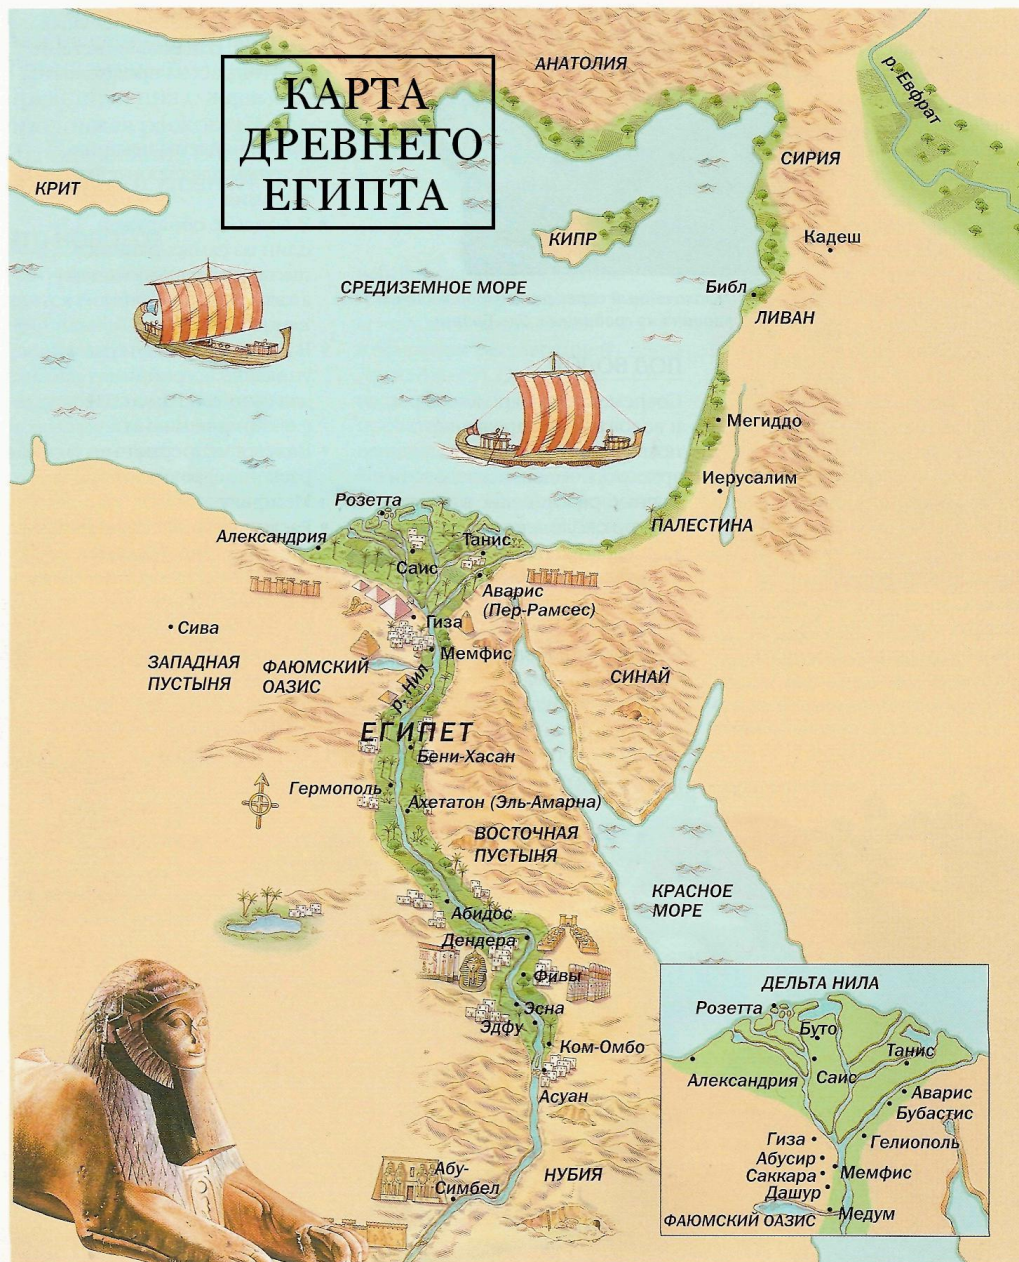 КАРТА
ДРЕВНЕГО
ЕГИПТА
АНАТОЛИЯ
р. Евфрат
СИРИЯ
КРИТ
КИПР
Кадеш
СРЕДИЗЕМНОЕ МОРЕ
Библ
ЛИВАН
Мегиддо
Иерусалим
ПАЛЕСТИНА
Розетта
Александрия
Танис
Саис
Аварис
(Пер-Рамсес)
Гиза
Сива
Мемфис
ЗАПАДНАЯ
ПУСТЫНЯ
ФАЮМСКИЙ
ОАЗИС
р. Нил
СИНАЙ
ЕГИПЕТ
Бени-Хасан
Гермополь
Ахетатон (Эль-Амарна)
ВОСТОЧНАЯ
ПУСТЫНЯ
КРАСНОЕ
МОРЕ
Абидос
Дендера
Фивы
Эсна
Эдфу
Ком-Омбо
Асуан
Абу-
Симбел
НУБИЯ
ДЕЛЬТА НИЛА
Розетта
Буто
Танис
Александрия
Саис
Аварис
Бубастис
Гиза
Гелиополь
Абусир
Саккара
Мемфис
Дашур
Медум
ФАЮМСКИЙ ОАЗИС